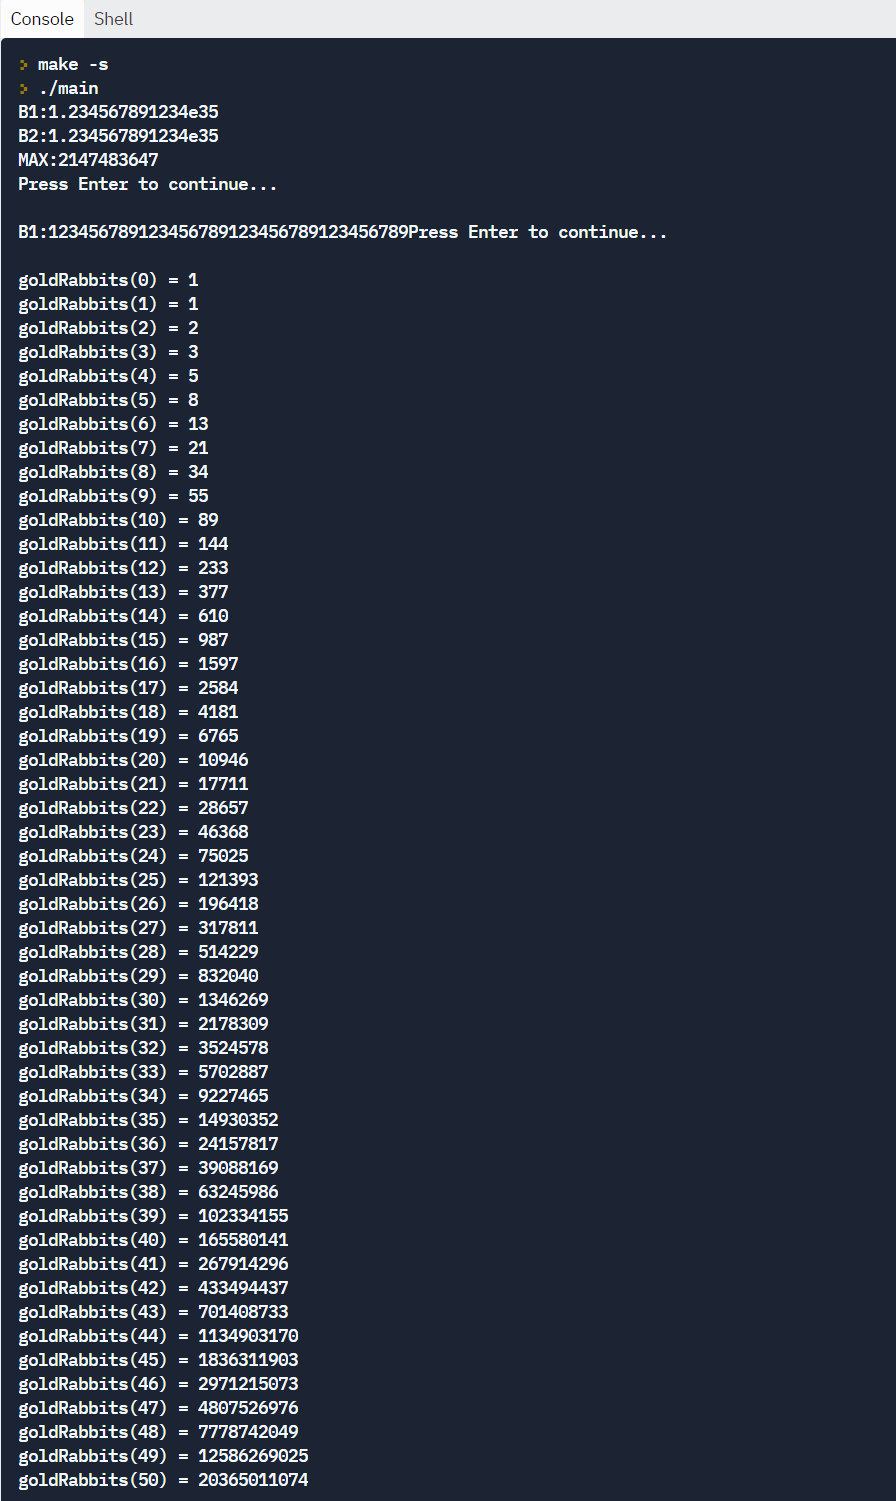 Console Shell
> make -s
> ./main
B1:1.234567891234e35
B2:1.234567891234e35
MAX:2147483647
Press Enter to continue...
B1:123456789123456789123456789123456789Press Enter to continue...
goldRabbits(0) = 1
goldRabbits(1) = 1
goldRabbits(2) = 2
goldRabbits(3) = 3
goldRabbits(4) = 5
goldRabbits(5) = 8
goldRabbits(6) = 13
goldRabbits(7) = 21
goldRabbits(8) = 34
goldRabbits(9) = 55
goldRabbits(10) = 89
goldRabbits(11) = 144
goldRabbits(12) = 233
goldRabbits(13) = 377
goldRabbits(14) = 610
goldRabbits(15) = 987
goldRabbits(16) = 1597
goldRabbits(17) = 2584
goldRabbits(18) = 4181
goldRabbits(19) = 6765
goldRabbits(20) = 10946
goldRabbits(21) = 17711
goldRabbits(22) = 28657
goldRabbits(23) = 46368
goldRabbits(24) = 75025
goldRabbits(25) = 121393
goldRabbits(26) = 196418
goldRabbits(27) = 317811
goldRabbits(28) = 514229
goldRabbits(29) = 832040
goldRabbits(30) = 1346269
goldRabbits(31) = 2178309
goldRabbits(32) = 3524578
goldRabbits(33) = 5702887
goldRabbits(34) = 9227465
goldRabbits(35) = 14930352
goldRabbits(36) = 24157817
goldRabbits(37) = 39088169
goldRabbits(38) = 63245986
goldRabbits(39) = 102334155
goldRabbits(40) = 165580141
goldRabbits(41) = 267914296
goldRabbits(42) = 433494437
goldRabbits(43) = 701408733
goldRabbits(44) = 1134903170
goldRabbits(45) = 1836311903
goldRabbits(46) = 2971215073
goldRabbits(47) = 4807526976
goldRabbits(48) = 7778742049
goldRabbits(49) = 12586269025
goldRabbits(50) = 20365011074